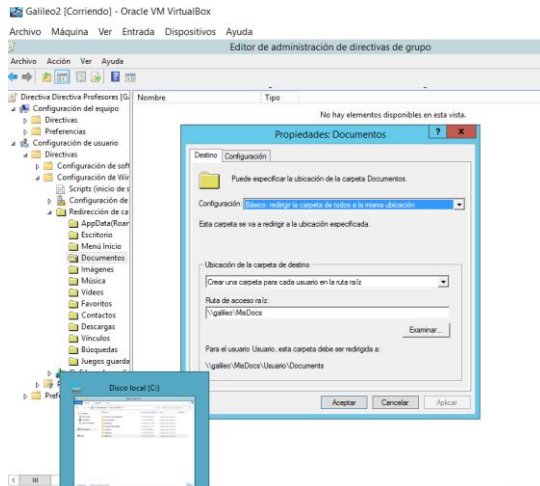 Galileo2 [Corriendo] - Oracle VM VirtualBox
Archivo Máquina Ver Entrada Dispositivos Ayuda
Editor de administración de directivas de grupo
Archivo Acción Ver Ayuda
Directiva Directiva Profesores [G
Nombre Tipo
No hay elementos disponibles en esta vista.
Configuración del equipo
Directivas
Preferencias
Configuración de usuario
Directivas
Configuración de soft
Configuración de Wir
Scripts (inicio de s
Configuración de
Redirección de ca
AppData(Roar
Escritorio
Menú Inicio
Documentos
Imágenes
Música
Vídeos
Favoritos
Contactos
Descargas
Vínculos
Búsquedas
Juegos guarda
Pref
Propiedades: Documentos
Destino Configuración
Puede especificar la ubicación de la carpeta Documentos.
Configuración: Básico: redirigir la carpeta de todos a la misma ubicación
Esta carpeta se va a redirigir a la ubicación especificada.
Ubicación de la carpeta de destino
Crear una carpeta para cada usuario en la ruta raíz
Ruta de acceso raíz:
\\galileo\MisDocs
Examinar...
Para el usuario Usuario, esta carpeta debe ser redirigida a:
\\galileo\MisDocs\Usuario\Documents
Aceptar Cancelar Aplicar
Disco local (C:)